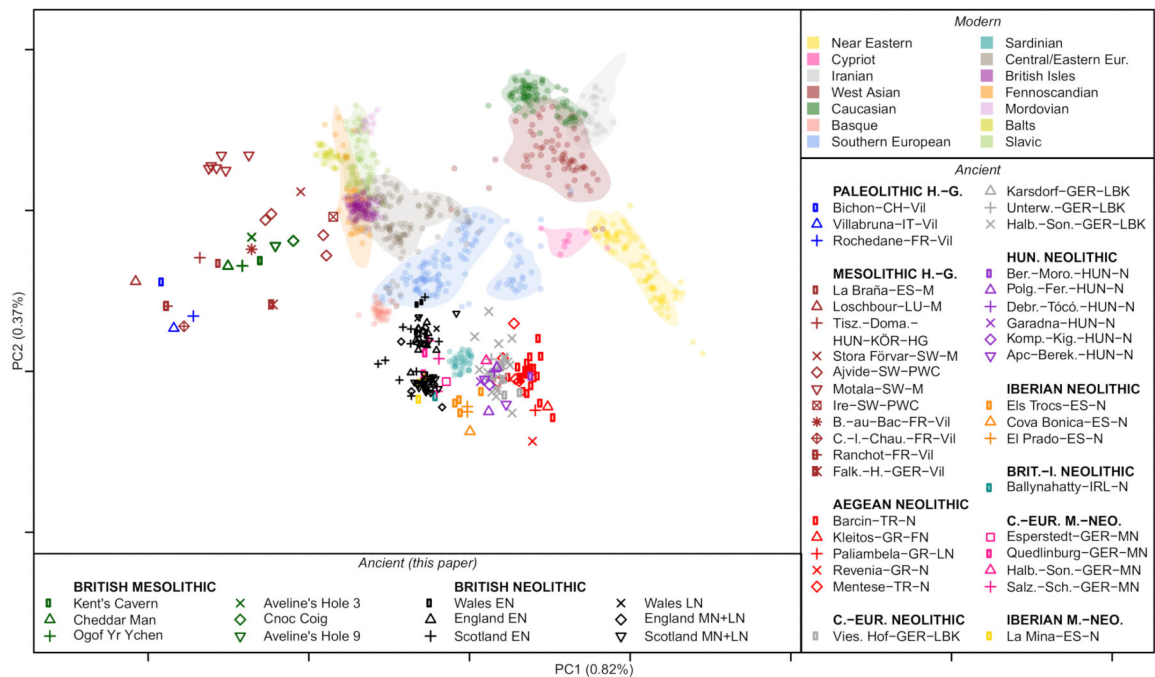 Modern
Near Eastern
Cypriot
Iranian
West Asian
Caucasian
Basque
Southern European
Sardinian
Central/Eastern Eur.
British Isles
Fennoscandian
Mordovian
Balts
Slavic
Ancient
PALEOLITHIC H.-G.
Bichon−CH−Vil
Villabruna−IT−Vil
Rochedane−FR−Vil
MESOLITHIC H.-G.
La Braña−ES−M
Loschbour−LU−M
Tisz.−Doma.−
HUN−KÖR−HG
Stora Förvar−SW−M
Ajvide−SW−PWC
Motala−SW−M
Ire−SW−PWC
B.−au−Bac−FR−Vil
C.−l.−Chau.−FR−Vil
Ranchot−FR−Vil
Falk.−H.−GER−Vil
AEGEAN NEOLITHIC
Barcin−TR−N
Kleitos−GR−FN
Paliambela−GR−LN
Revenia−GR−N
Mentese−TR−N
C.−EUR. NEOLITHIC
Vies. Hof−GER−LBK
Karsdorf−GER−LBK
Unterw.−GER−LBK
Halb.−Son.−GER−LBK
HUN. NEOLITHIC
Ber.−Moro.−HUN−N
Polg.−Fer.−HUN−N
Debr.−Tócó.−HUN−N
Garadna−HUN−N
Komp.−Kig.−HUN−N
Apc−Berek.−HUN−N
IBERIAN NEOLITHIC
Els Trocs−ES−N
Cova Bonica−ES−N
El Prado−ES−N
BRIT.−I. NEOLITHIC
Ballynahatty−IRL−N
C.−EUR. M.−NEO.
Esperstedt−GER−MN
Quedlinburg−GER−MN
Halb.−Son.−GER−MN
Salz.−Sch.−GER−MN
IBERIAN M.−NEO.
La Mina−ES−N
PC2 (0.37%)
Ancient (this paper)
BRITISH MESOLITHIC
Kent's Cavern
Cheddar Man
Ogof Yr Ychen
Aveline's Hole 3
Cnoc Coig
Aveline's Hole 9
BRITISH NEOLITHIC
Wales EN
England EN
Scotland EN
Wales LN
England MN+LN
Scotland MN+LN
PC1 (0.82%)